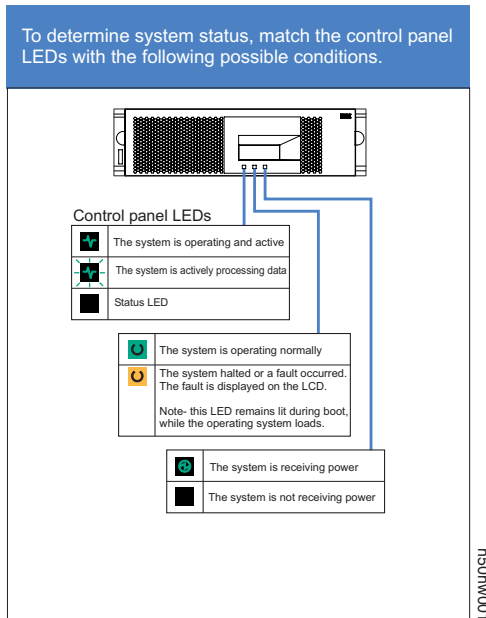 To determine system status, match the control panel
LEDs with the following possible conditions.
Control panel LEDs
The system is operating and active
The system is actively processing data
Status LED
The system is operating normally
The system halted or a fault occurred.
The fault is displayed on the LCD.
Note- this LED remains lit during boot,
while the operating system loads.
The system is receiving power
The system is not receiving power